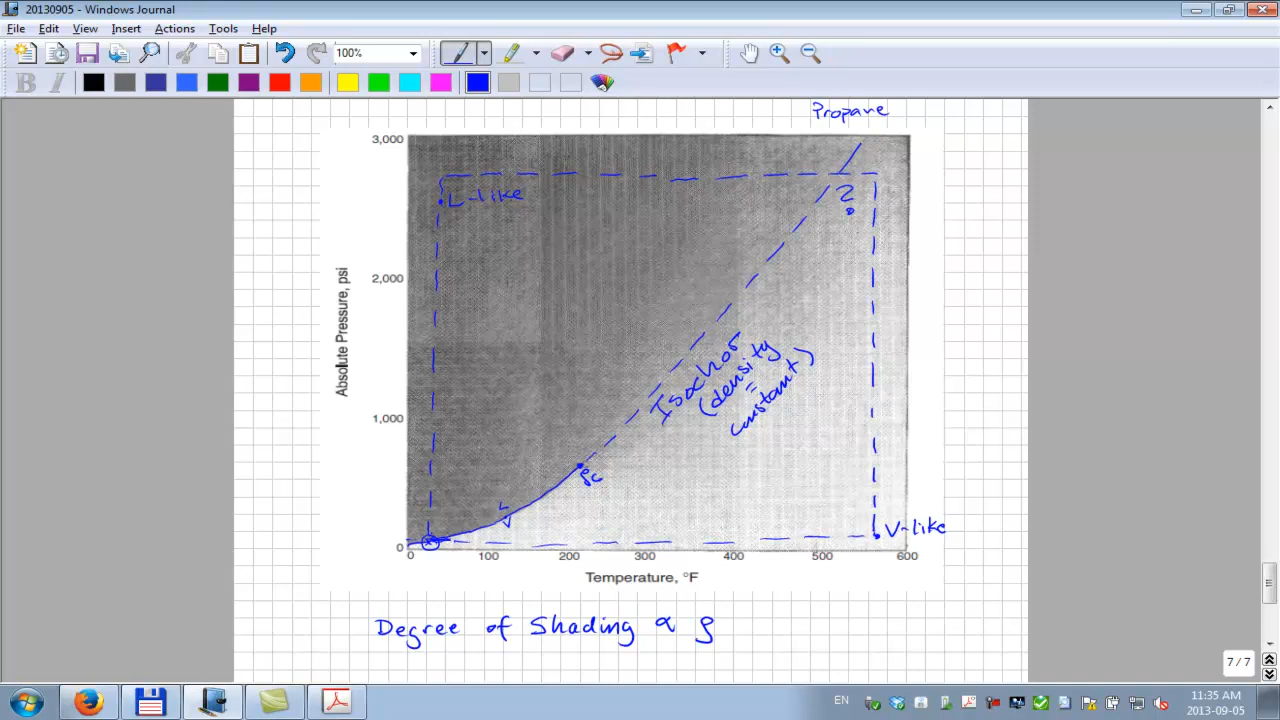 20130905 - Windows Journal
File Edit View Insert Actions Tools Help
100%
B I
Propane
3,000
L-like
?
Absolute Pressure, psi
2,000
Isochor
(density
=
constant)
1,000
ρc
L
V
V-like
0
0 100 200 300 400 500 600
Temperature, °F
Degree of Shading α ρ
7 / 7
EN
11:35 AM
2013-09-05